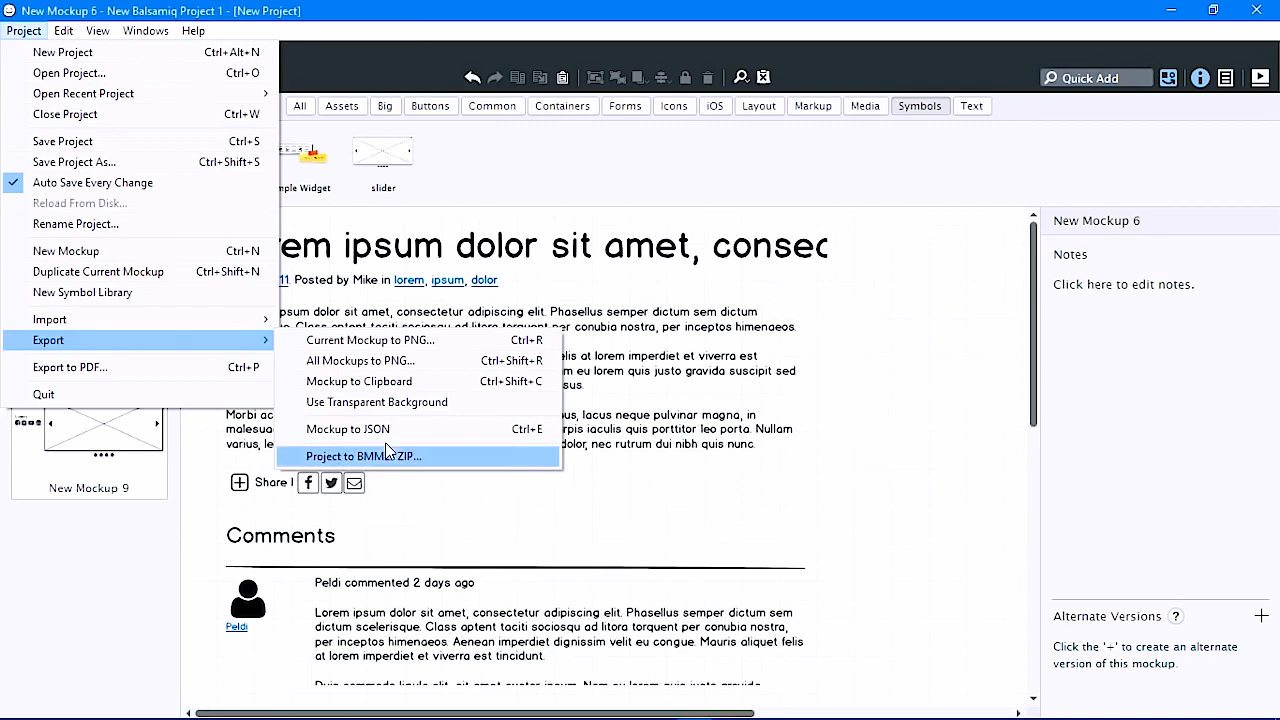 New Mockup 6 - New Balsamiq Project 1 - [New Project]
Project Edit View Windows Help
New Project Ctrl+Alt+N
Open Project... Ctrl+O
Open Recent Project
Close Project Ctrl+W
Save Project Ctrl+S
Save Project As... Ctrl+Shift+S
Auto Save Every Change
Reload From Disk...
Rename Project...
New Mockup Ctrl+N
Duplicate Current Mockup Ctrl+Shift+N
New Symbol Library
Import
Export
Export to PDF... Ctrl+P
Quit
Current Mockup to PNG... Ctrl+R
All Mockups to PNG... Ctrl+Shift+R
Mockup to Clipboard Ctrl+Shift+C
Use Transparent Background
Mockup to JSON Ctrl+E
Project to ZIP...
Quick Add
All Assets Big Buttons Common Containers Forms Icons iOS Layout Markup Media Symbols Text
mple Widget slider
em ipsum dolor sit amet, consec
11. Posted by Mike in lorem, ipsum, dolor
psum dolor sit amet, consectetur adipiscing elit. Phasellus semper dictum sem
per conubia nostra, per inceptos himenaeos.
elis at lorem imperdiet et viverra est
eu lorem quis justo gravida suscipit sed
sus.
Morbi ac us, lacus neque pulvinar magna, in
mauris aliquam quis porttitor leo porta. Nullam
varius, le dolor, nec rutrum dui nibh quis nunc.
Share |
Comments
Peldi commented 2 days ago
Peldi
Lorem ipsum dolor sit amet, consectetur adipiscing elit. Phasellus semper dictum sem
dictum scelerisque. Class aptent taciti sociosqu ad litora torquent per conubia nostra,
per inceptos himenaeos. Aenean imperdiet dignissim velit eu congue. Mauris aliquet felis
at lorem imperdiet et viverra est tincidunt.
New Mockup 9
New Mockup 6
Notes
Click here to edit notes.
Alternate Versions ? +
Click the '+' to create an alternate
version of this mockup.